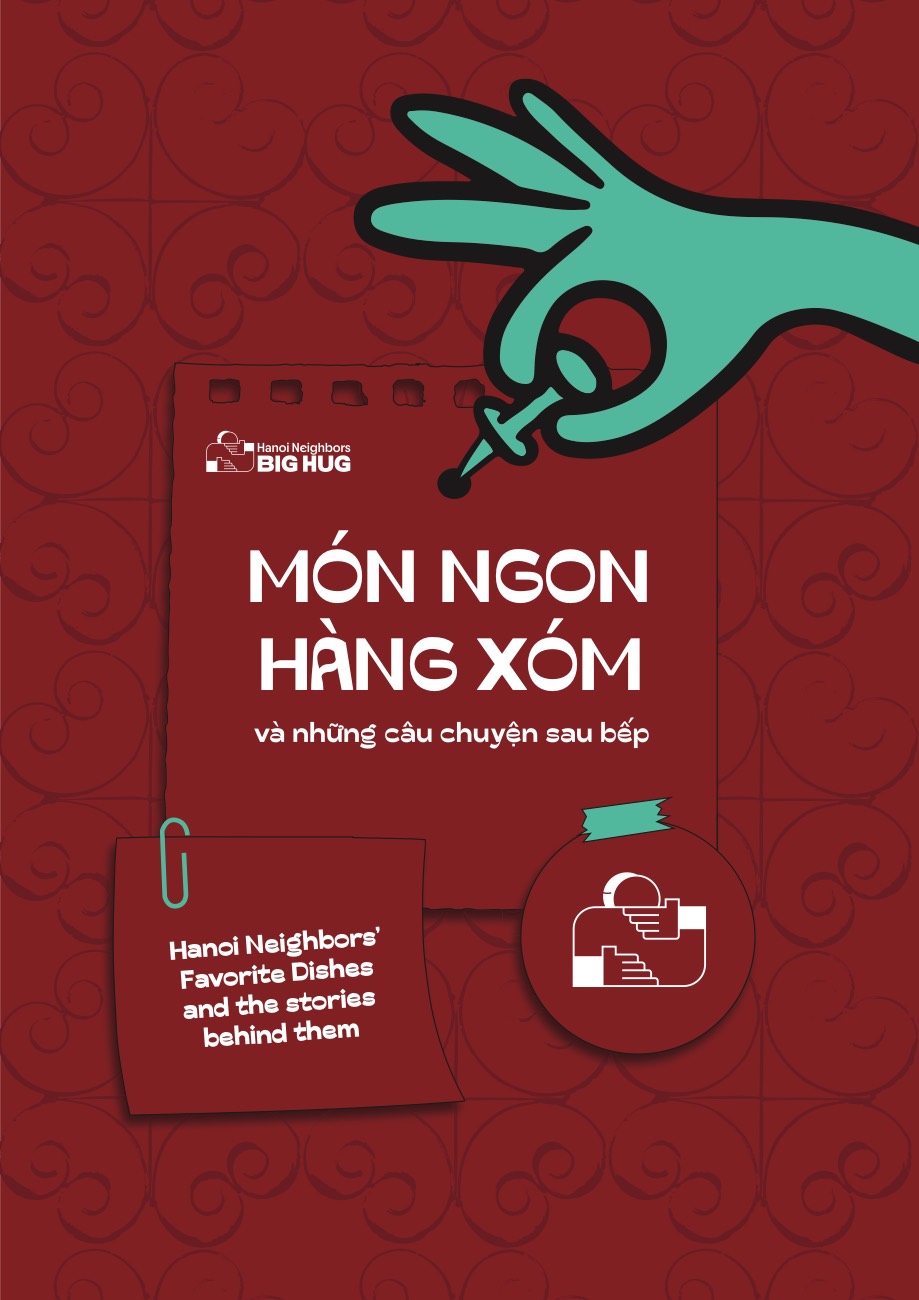 Hanoi Neighbors
BIG HUG
MÓN NGON
HÀNG XÓM
và những câu chuyện sau bếp
Hanoi Neighbors’
Favorite Dishes
and the stories
behind them